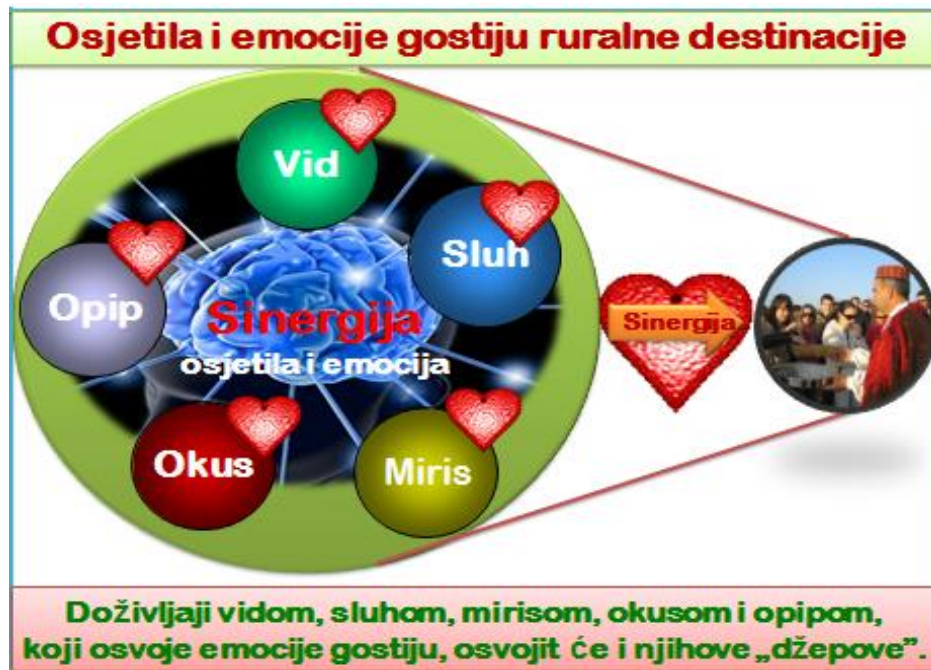 Osjetila i emocije gostiju ruralne destinacije
Vid
Sluh
Opip
Sinergija
osjetila i emocija
Sinergija
Okus
Miris
Doživljaji vidom, sluhom, mirisom, okusom i opipom,
koji osvoje emocije gostiju, osvojit će i njihove „džepove”.